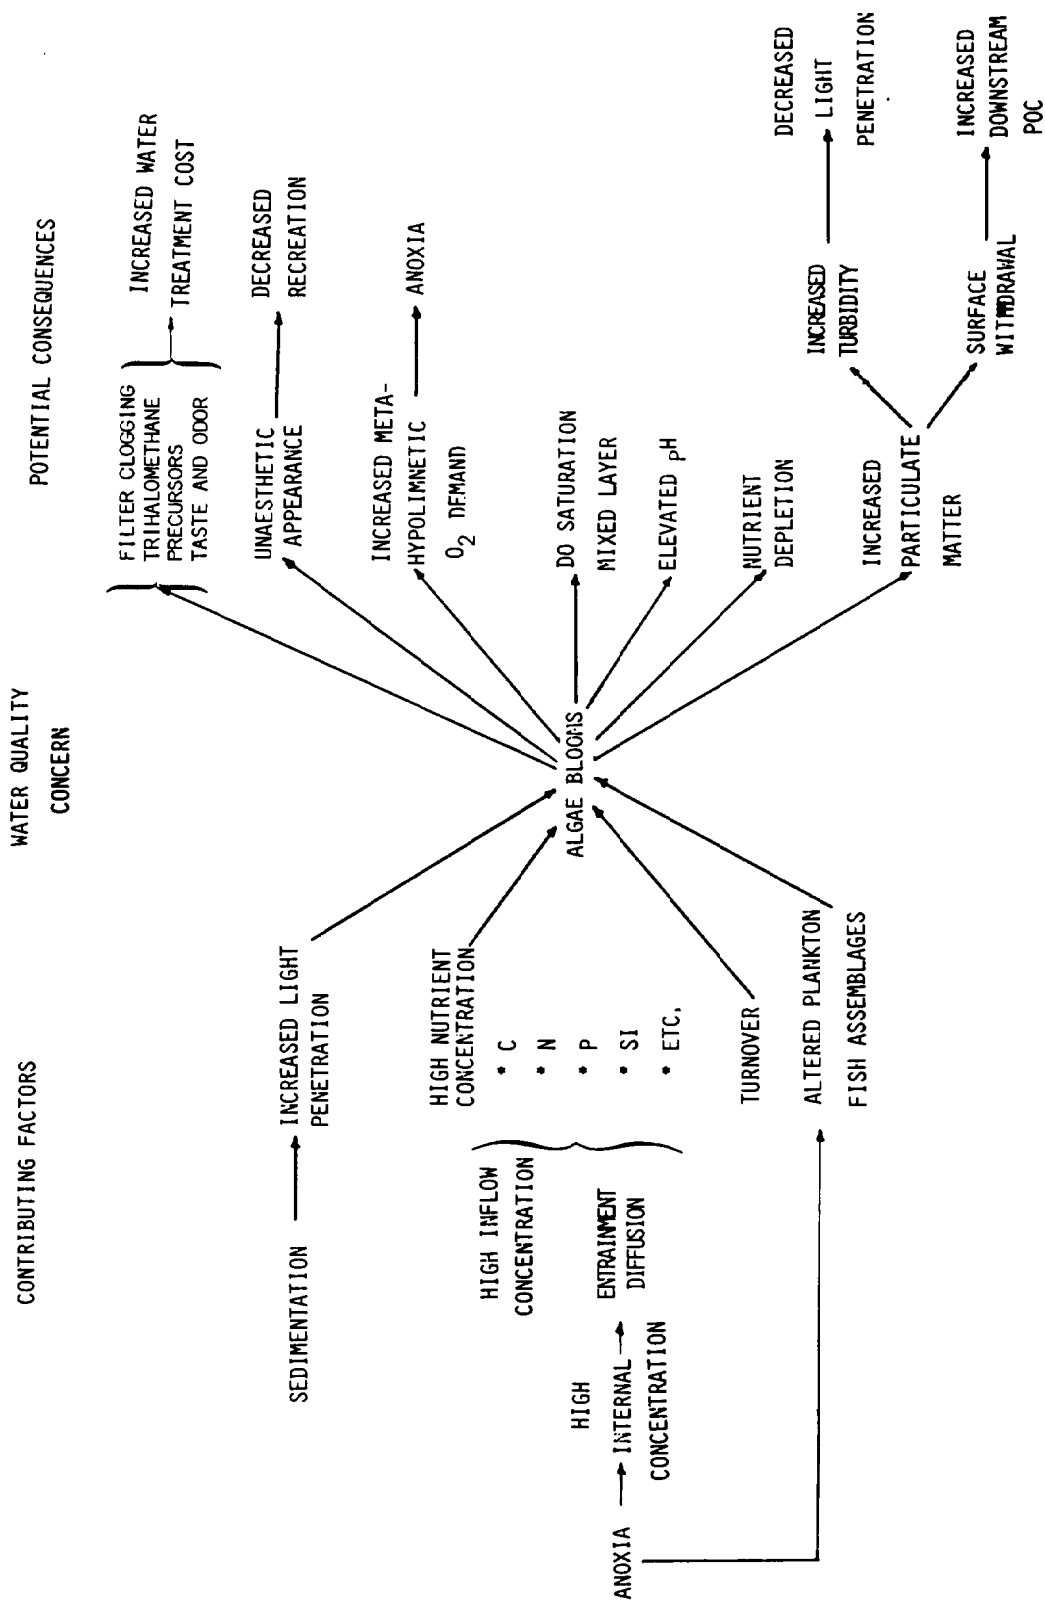 CONTRIBUTING FACTORS
WATER QUALITY
CONCERN
POTENTIAL CONSEQUENCES
SEDIMENTATION
INCREASED LIGHT
PENETRATION
HIGH INFLOW
CONCENTRATION
HIGH NUTRIENT
CONCENTRATION
* C
* N
* P
* SI
* ETC.
ANOXIA
HIGH
INTERNAL
CONCENTRATION
ENTRAINMENT
DIFFUSION
TURNOVER
ALTERED PLANKTON
FISH ASSEMBLAGES
ALGAE BLOOMS
FILTER CLOGGING
TRIHALOMETHANE
PRECURSORS
TASTE AND ODOR
INCREASED WATER
TREATMENT COST
UNAESTHETIC
APPEARANCE
DECREASED
RECREATION
INCREASED META-
HYPOLIMNETIC
O2 DEMAND
ANOXIA
DO SATURATION
MIXED LAYER
ELEVATED pH
NUTRIENT
DEPLETION
INCREASED
PARTICULATE
MATTER
INCREASED
TURBIDITY
DECREASED
LIGHT
PENETRATION
SURFACE
WITHDRAWAL
INCREASED
DOWNSTREAM
POC